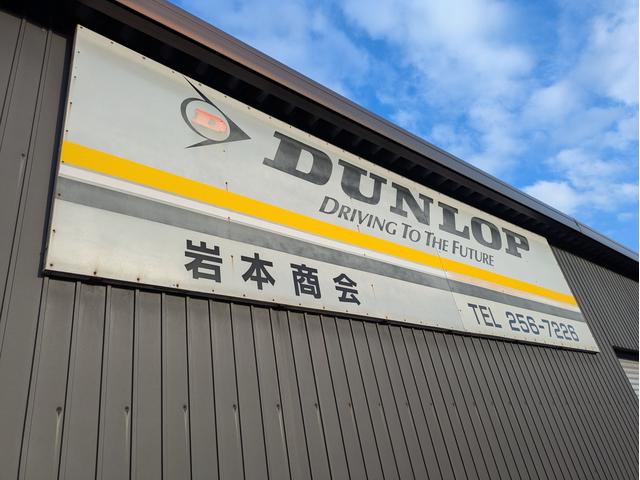 D
DUNLOP
DRIVING TO THE FUTURE
岩本商会
TEL 256-7226